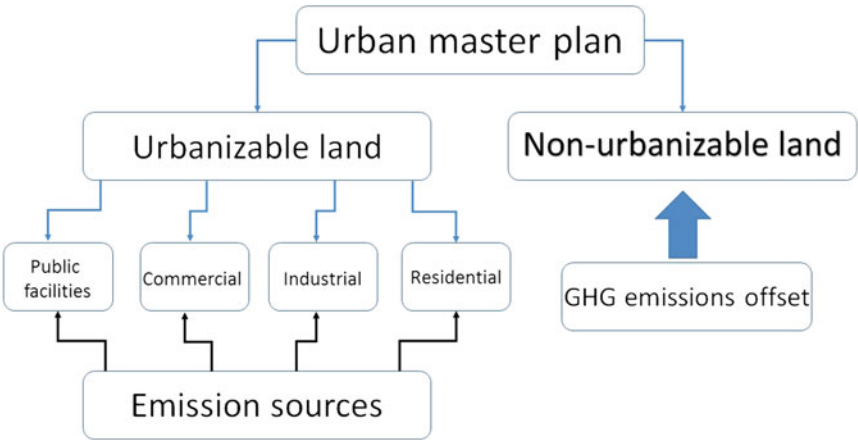 Urban master plan
Urbanizable land
Non-urbanizable land
Public
facilities
Commercial
Industrial
Residential
GHG emissions offset
Emission sources